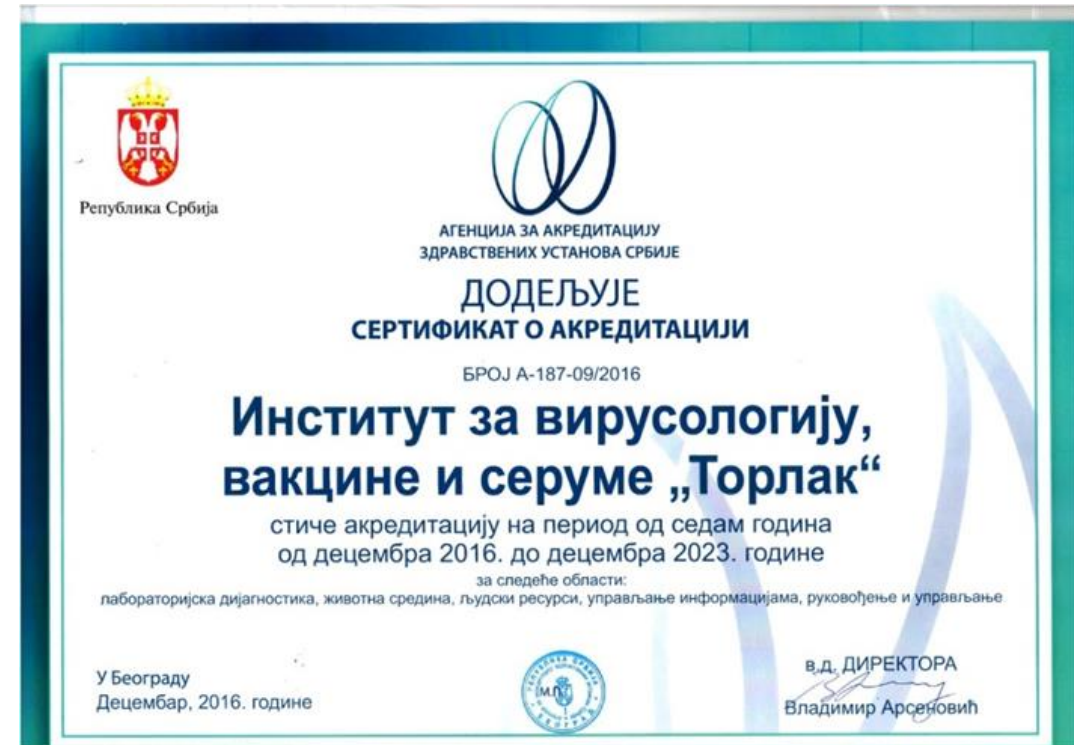 Република Србија
АГЕНЦИЈА ЗА АКРЕДИТАЦИЈУ
ЗДРАВСТВЕНИХ УСТАНОВА СРБИЈЕ
ДОДЕЉУЈЕ
СЕРТИФИКАТ О АКРЕДИТАЦИЈИ
БРОЈ А-187-09/2016
Институт за вирусологију,
вакцине и серуме „Торлак“
стиче акредитацију на период од седам година
од децембра 2016. до децембра 2023. године
за следеће области:
лабораторијска дијагностика, животна средина, људски ресурси, управљање информацијама, руковођење и управљање
У Београду
Децембар, 2016. године
М.П.
в.д. ДИРЕКТОРА
Владимир Арсеновић